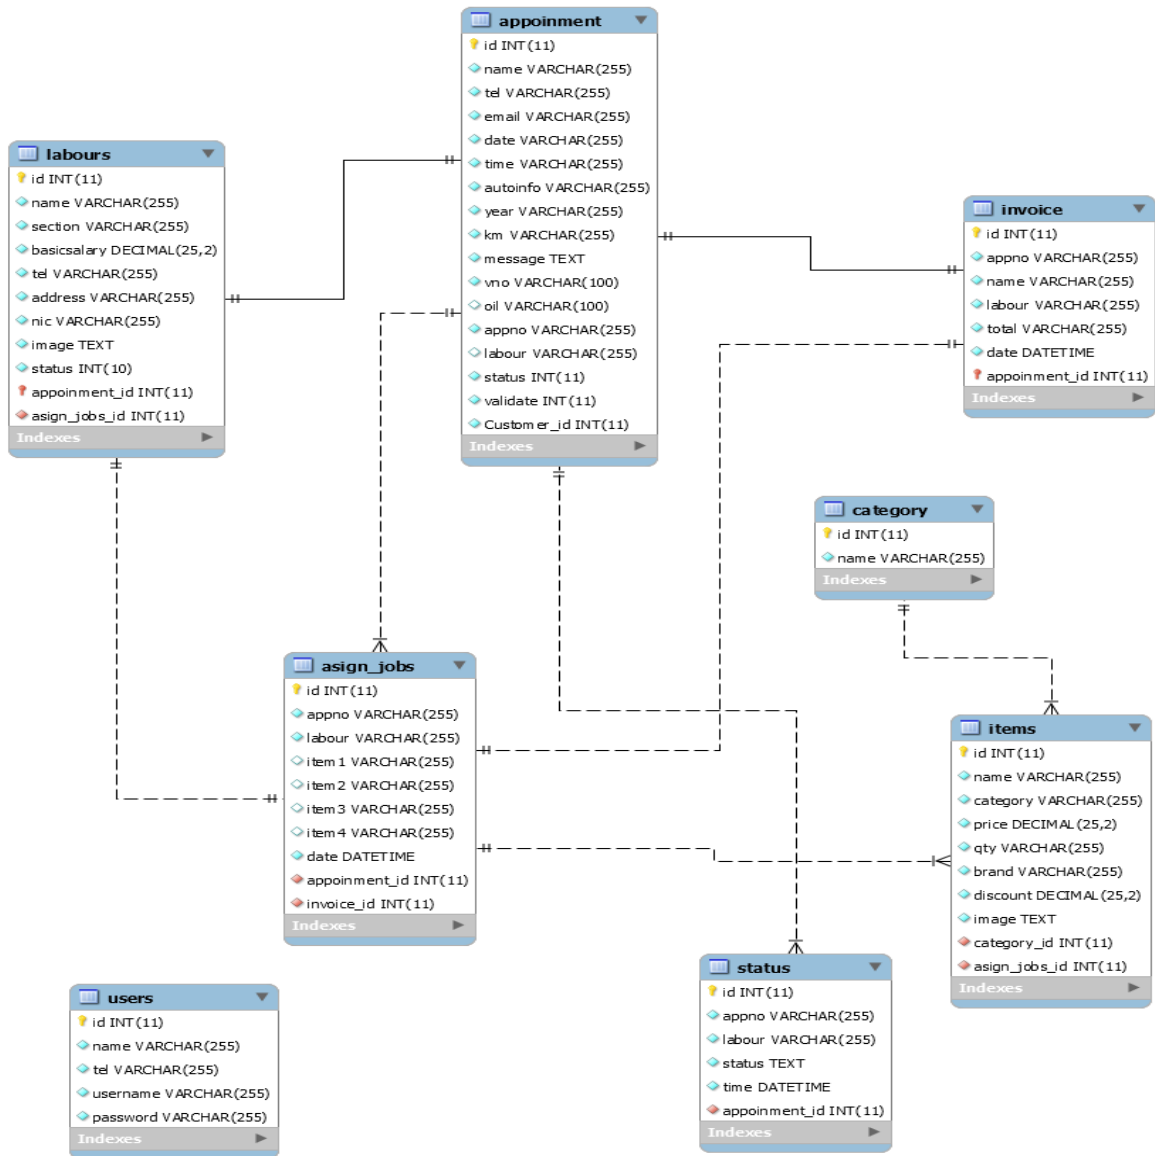 appoinment
id INT(11)
name VARCHAR(255)
tel VARCHAR(255)
email VARCHAR(255)
date VARCHAR(255)
time VARCHAR(255)
autoinfo VARCHAR(255)
year VARCHAR(255)
km VARCHAR(255)
message TEXT
vno VARCHAR(100)
oil VARCHAR(100)
appno VARCHAR(255)
labour VARCHAR(255)
status INT(11)
validate INT(11)
Customer_id INT(11)
Indexes
labours
id INT(11)
name VARCHAR(255)
section VARCHAR(255)
basicsalary DECIMAL(25,2)
tel VARCHAR(255)
address VARCHAR(255)
nic VARCHAR(255)
image TEXT
status INT(10)
appoinment_id INT(11)
asign_jobs_id INT(11)
Indexes
invoice
id INT(11)
appno VARCHAR(255)
name VARCHAR(255)
labour VARCHAR(255)
total VARCHAR(255)
date DATETIME
appoinment_id INT(11)
Indexes
category
id INT(11)
name VARCHAR(255)
Indexes
asign_jobs
id INT(11)
appno VARCHAR(255)
labour VARCHAR(255)
item1 VARCHAR(255)
item2 VARCHAR(255)
item3 VARCHAR(255)
item4 VARCHAR(255)
date DATETIME
appoinment_id INT(11)
invoice_id INT(11)
Indexes
items
id INT(11)
name VARCHAR(255)
category VARCHAR(255)
price DECIMAL(25,2)
qty VARCHAR(255)
brand VARCHAR(255)
discount DECIMAL(25,2)
image TEXT
category_id INT(11)
asign_jobs_id INT(11)
Indexes
status
id INT(11)
appno VARCHAR(255)
labour VARCHAR(255)
status TEXT
time DATETIME
appoinment_id INT(11)
Indexes
users
id INT(11)
name VARCHAR(255)
tel VARCHAR(255)
username VARCHAR(255)
password VARCHAR(255)
Indexes